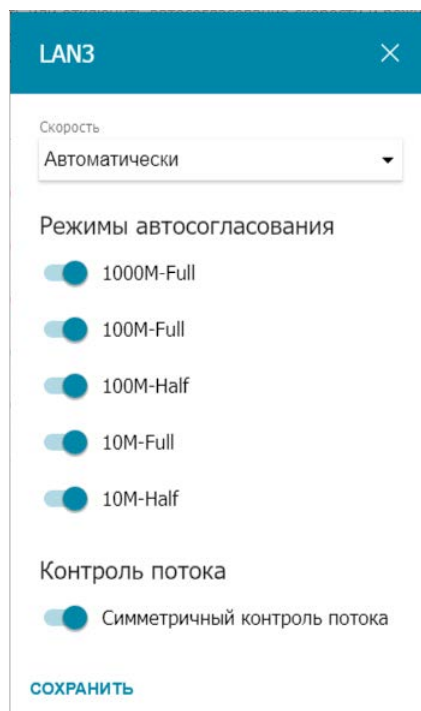 LAN3
Скорость
Автоматически
Режимы автосогласования
1000M-Full
100M-Full
100M-Half
10M-Full
10M-Half
Контроль потока
Симметричный контроль потока
СОХРАНИТЬ